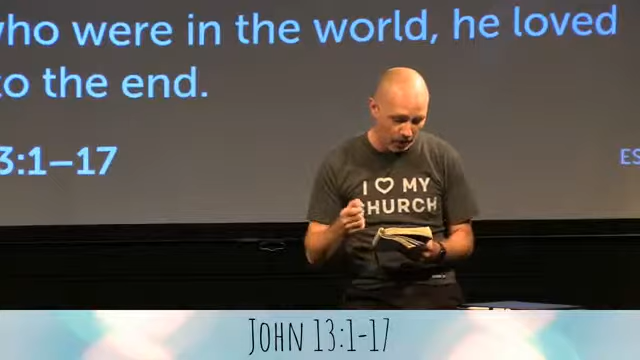 who were in the world, he loved
to the end.
3:1–17
ES
I ♡ MY
CHURCH
John 13:1-17